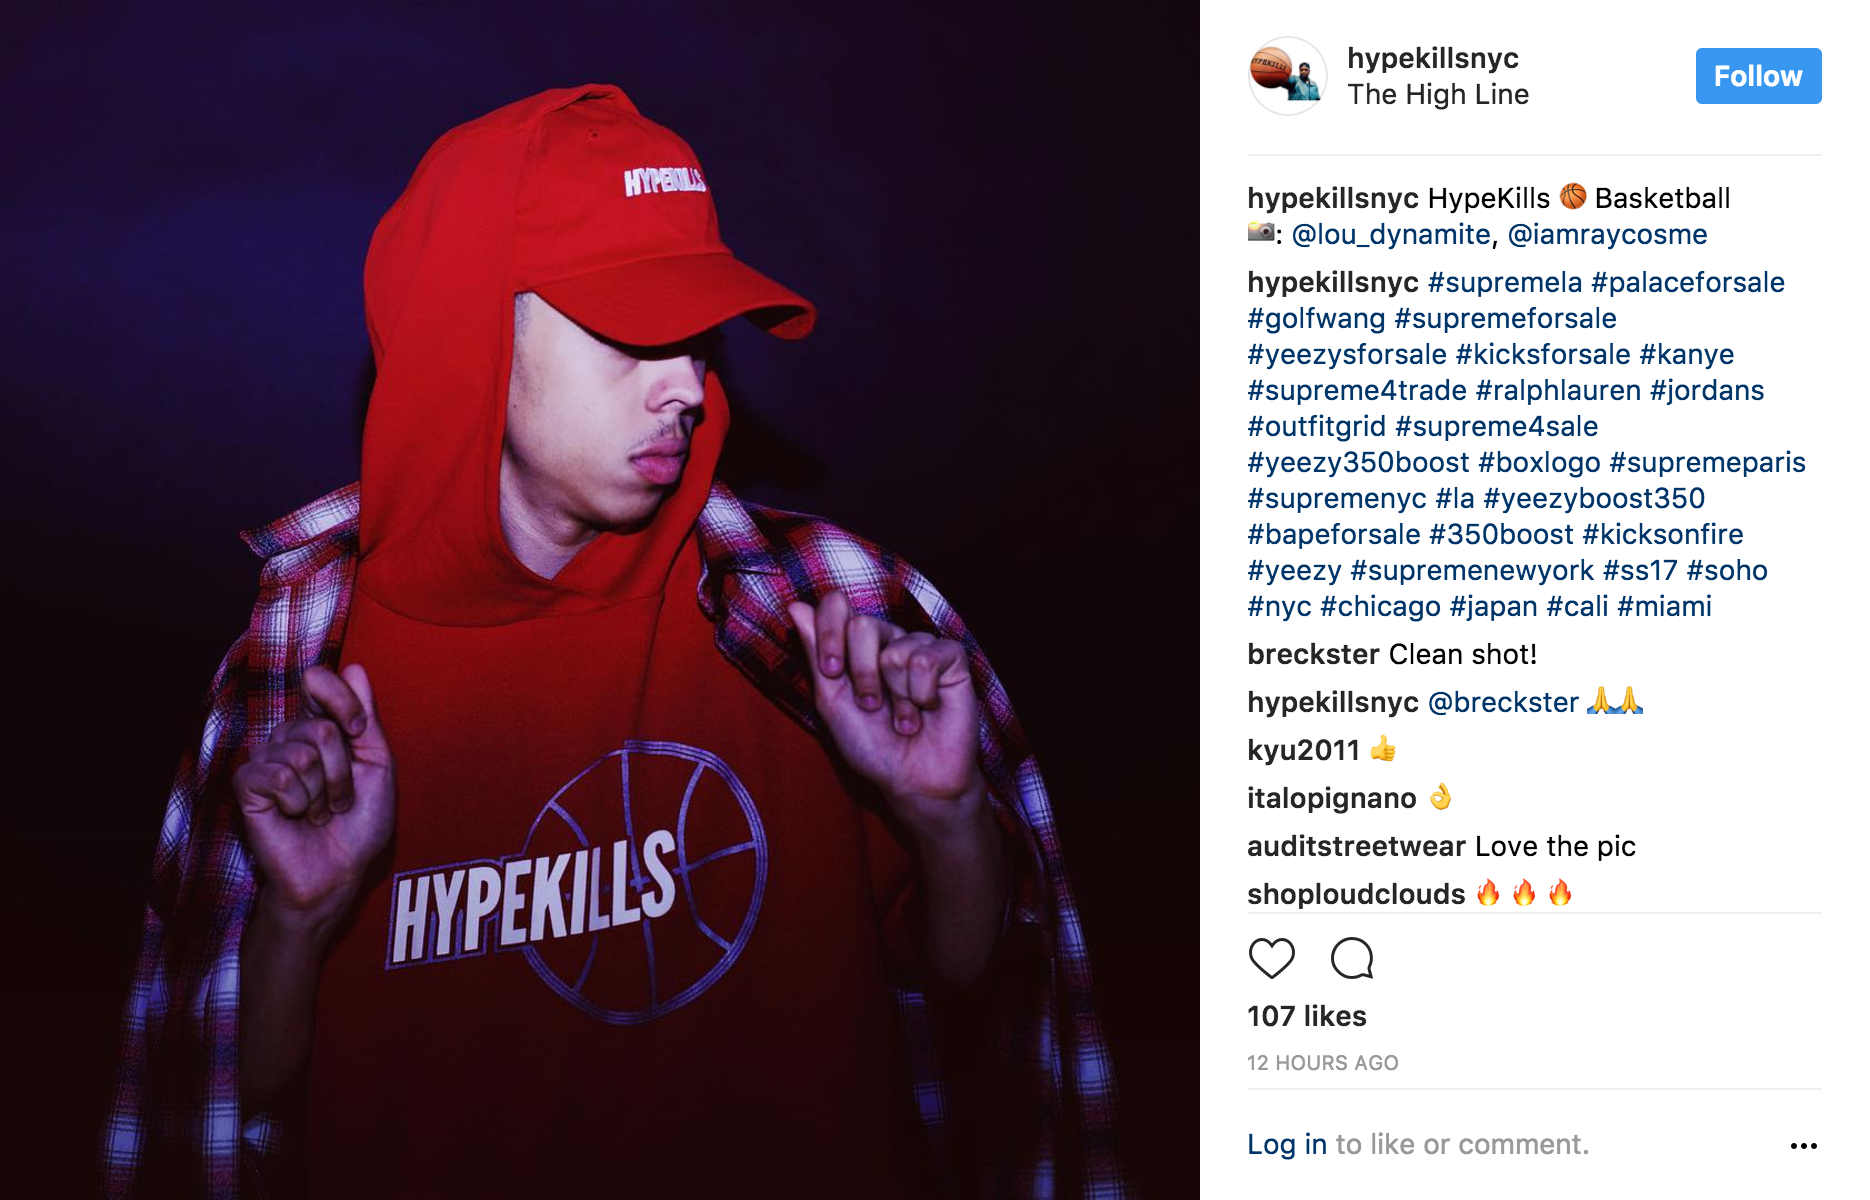 HYPEKILLS
HYPEKILLS
hypekillsnyc
The High Line
Follow
hypekillsnyc HypeKills 🏀 Basketball
📸: @lou_dynamite, @iamraycosme
hypekillsnyc #supremela #palaceforsale
#golfwang #supremeforsale
#yeezysforsale #kicksforsale #kanye
#supreme4trade #ralphlauren #jordans
#outfitgrid #supreme4sale
#yeezy350boost #boxlogo #supremeparis
#supremenyc #la #yeezyboost350
#bapeforsale #350boost #kicksonfire
#yeezy #supremenewyork #ss17 #soho
#nyc #chicago #japan #cali #miami
breckster Clean shot!
hypekillsnyc @breckster 🙏🙏
kyu2011 👍
italopignano 👌
auditstreetwear Love the pic
shoploudclouds 🔥 🔥 🔥
107 likes
12 HOURS AGO
Log in to like or comment.